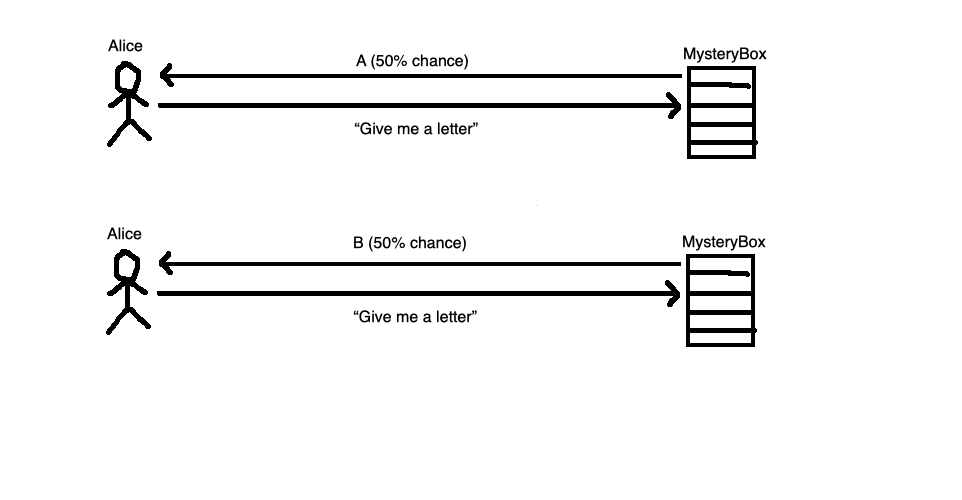 Alice
A (50% chance)
MysteryBox
“Give me a letter”
Alice
B (50% chance)
MysteryBox
“Give me a letter”